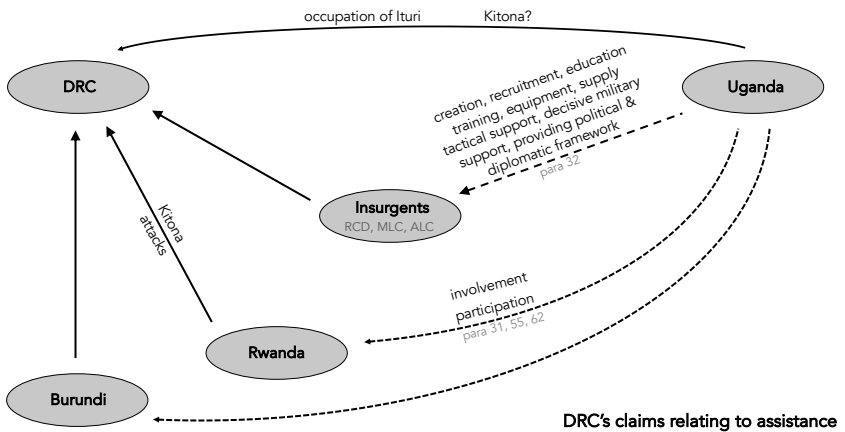 occupation of Ituri Kitona?
DRC
Uganda
creation, recruitment, education
training, equipment, supply
tactical support, decisive military
support, providing political &
diplomatic framework
para 32
Insurgents
RCD, MLC, ALC
Kitona
attacks
involvement
participation
para 31, 55, 62
Rwanda
Burundi
DRC's claims relating to assistance